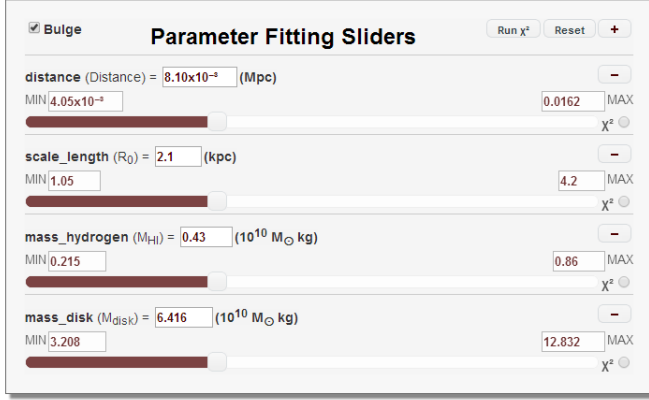 Bulge Parameter Fitting Sliders Run χ² Reset +
distance (Distance) = 8.10x10⁻³ (Mpc) −
MIN 4.05x10⁻³ 0.0162 MAX
χ²
scale_length (R₀) = 2.1 (kpc) −
MIN 1.05 4.2 MAX
χ²
mass_hydrogen (M_HI) = 0.43 (10¹⁰ M☉ kg) −
MIN 0.215 0.86 MAX
χ²
mass_disk (M_disk) = 6.416 (10¹⁰ M☉ kg) −
MIN 3.208 12.832 MAX
χ²